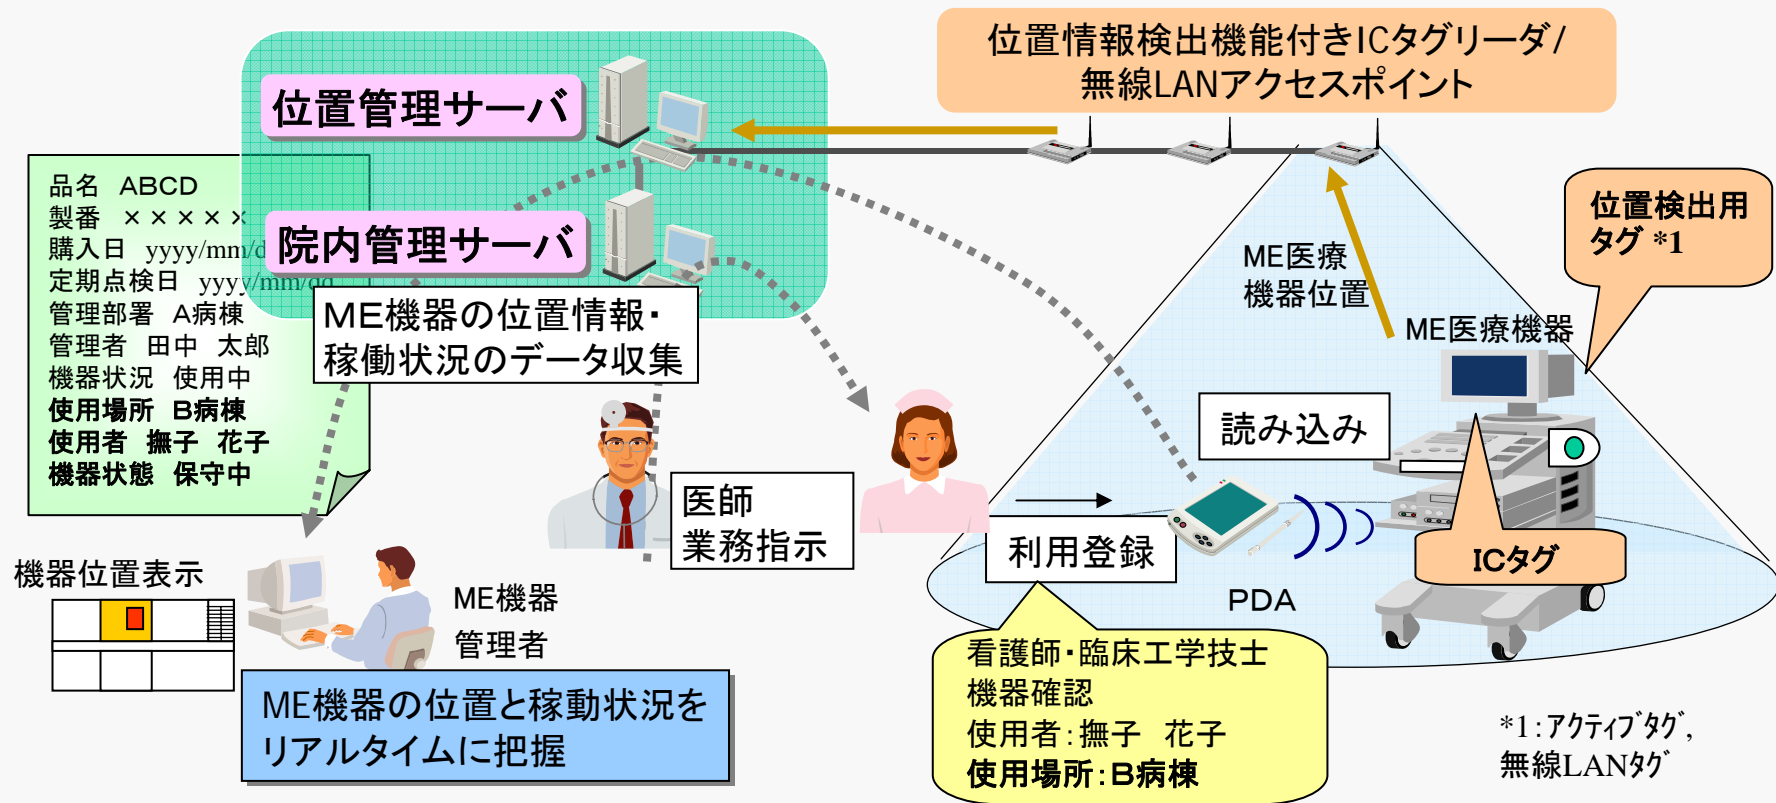 位置情報検出機能付きICタグリーダ/
無線LANアクセスポイント
位置管理サーバ
院内管理サーバ
品名 ABCD
製番 ×××××
購入日 yyyy/mm/d
定期点検日 yyyy/mm/dd
管理部署 A病棟
管理者 田中 太郎
機器状況 使用中
使用場所 B病棟
使用者 撫子 花子
機器状態 保守中
ME機器の位置情報・
稼働状況のデータ収集
位置検出用
タグ *1
ME医療
機器位置
ME医療機器
読み込み
医師
業務指示
利用登録
ICタグ
PDA
機器位置表示
ME機器
管理者
ME機器の位置と稼働状況を
リアルタイムに把握
看護師・臨床工学技士
機器確認
使用者：撫子 花子
使用場所：B病棟
*1：ｱｸﾃｨﾌﾞﾀｸﾞ,
無線LANﾀｸﾞ